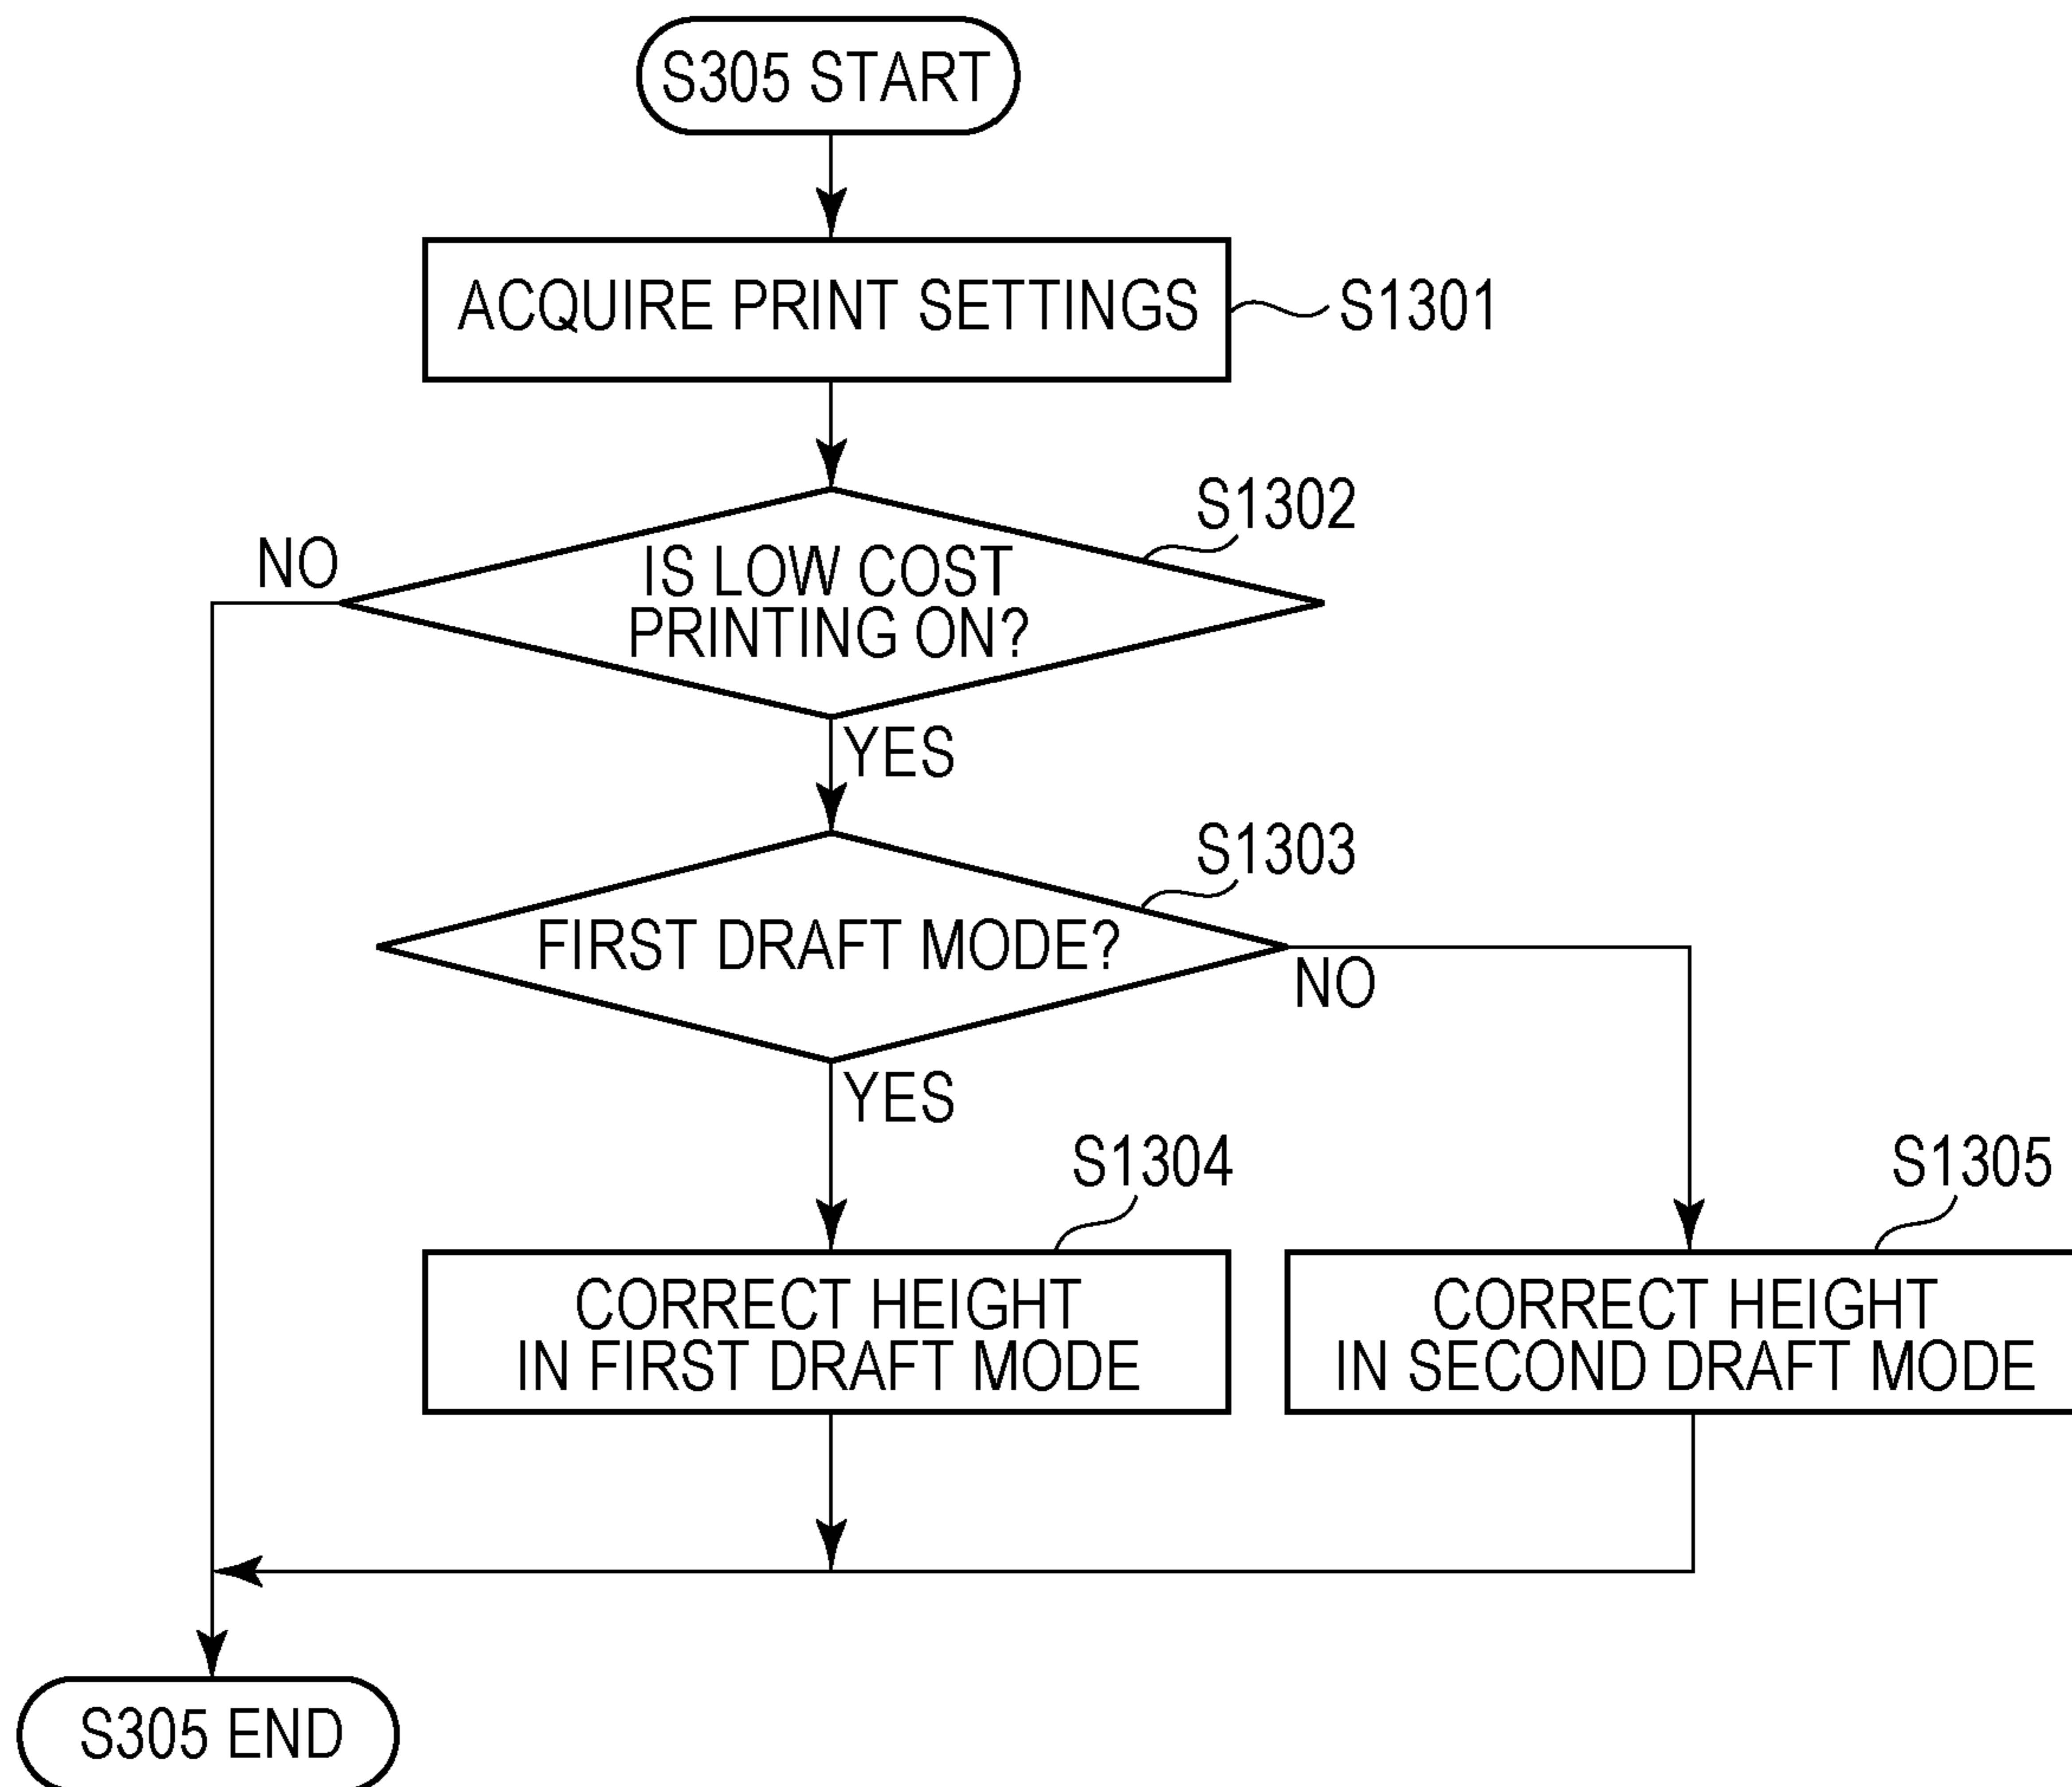 S305 START
ACQUIRE PRINT SETTINGS
S1301
S1302
NO
IS LOW COST
PRINTING ON?
YES
S1303
FIRST DRAFT MODE?
NO
YES
S1304
S1305
CORRECT HEIGHT
IN FIRST DRAFT MODE
CORRECT HEIGHT
IN SECOND DRAFT MODE
S305 END